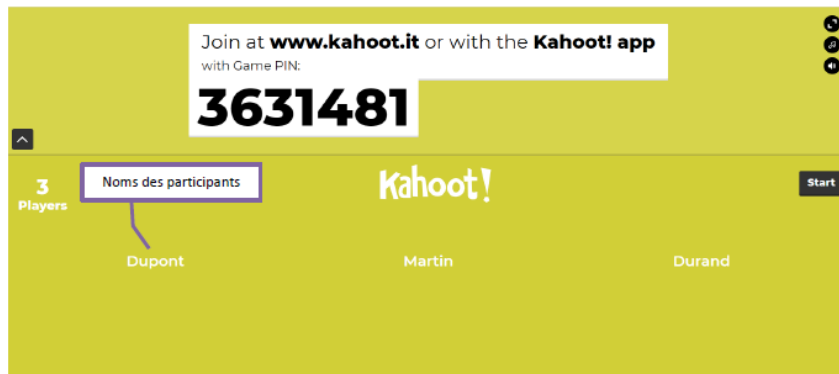 Join at www.kahoot.it or with the Kahoot! app
with Game PIN:
3631481
3
Players
Noms des participants
Kahoot!
Start
Dupont
Martin
Durand